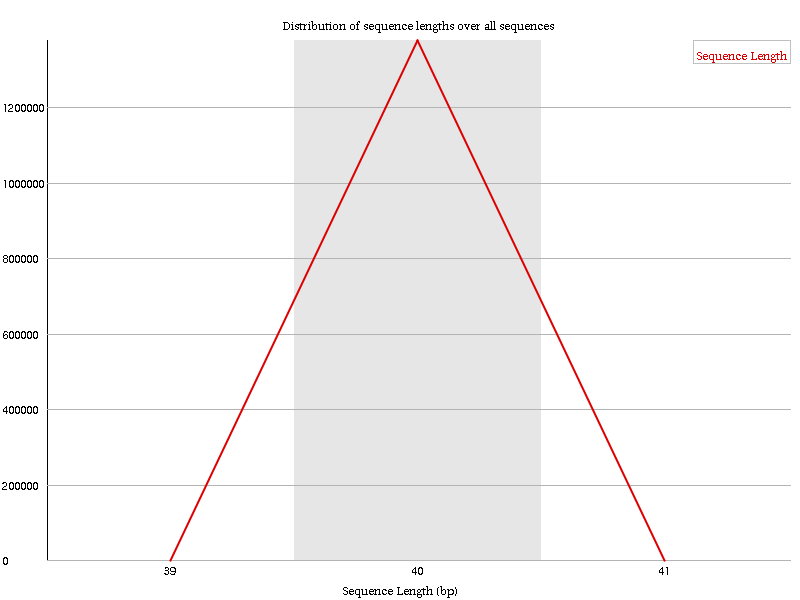 Distribution of sequence lengths over all sequences
Sequence Length
1200000
1000000
800000
600000
400000
200000
0
39 40 41
Sequence Length (bp)